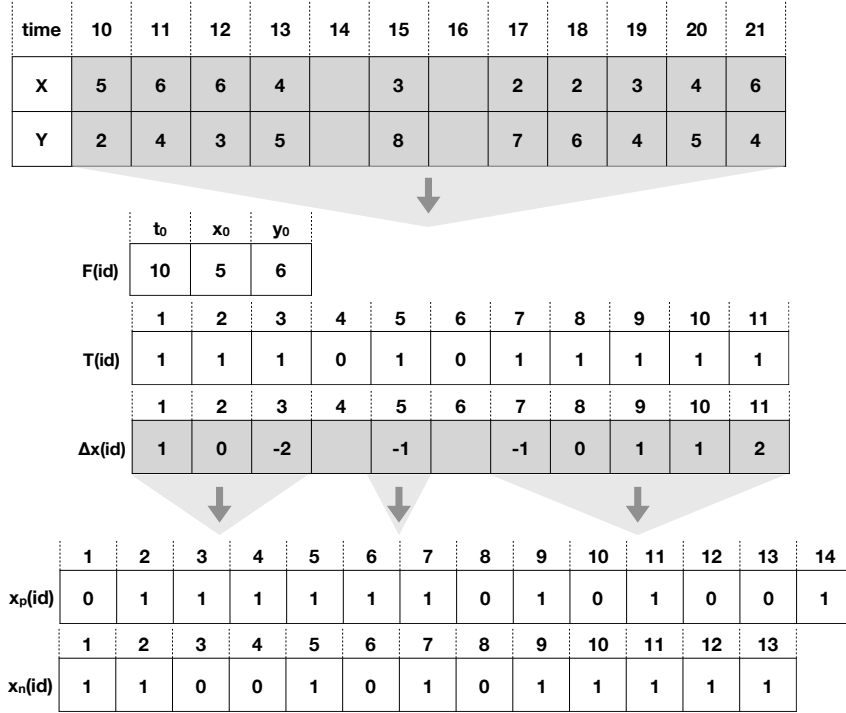 time 10 11 12 13 14 15 16 17 18 19 20 21
X 5 6 6 4 3 2 2 3 4 6
Y 2 4 3 5 8 7 6 4 5 4
t₀ x₀ y₀
F(id) 10 5 6
1 2 3 4 5 6 7 8 9 10 11
T(id) 1 1 1 0 1 0 1 1 1 1 1
1 2 3 4 5 6 7 8 9 10 11
Δx(id) 1 0 -2 -1 -1 0 1 1 2
1 2 3 4 5 6 7 8 9 10 11 12 13 14
xₚ(id) 0 1 1 1 1 1 1 0 1 0 1 0 0 1
1 2 3 4 5 6 7 8 9 10 11 12 13
xₙ(id) 1 1 0 0 1 0 1 0 1 1 1 1 1